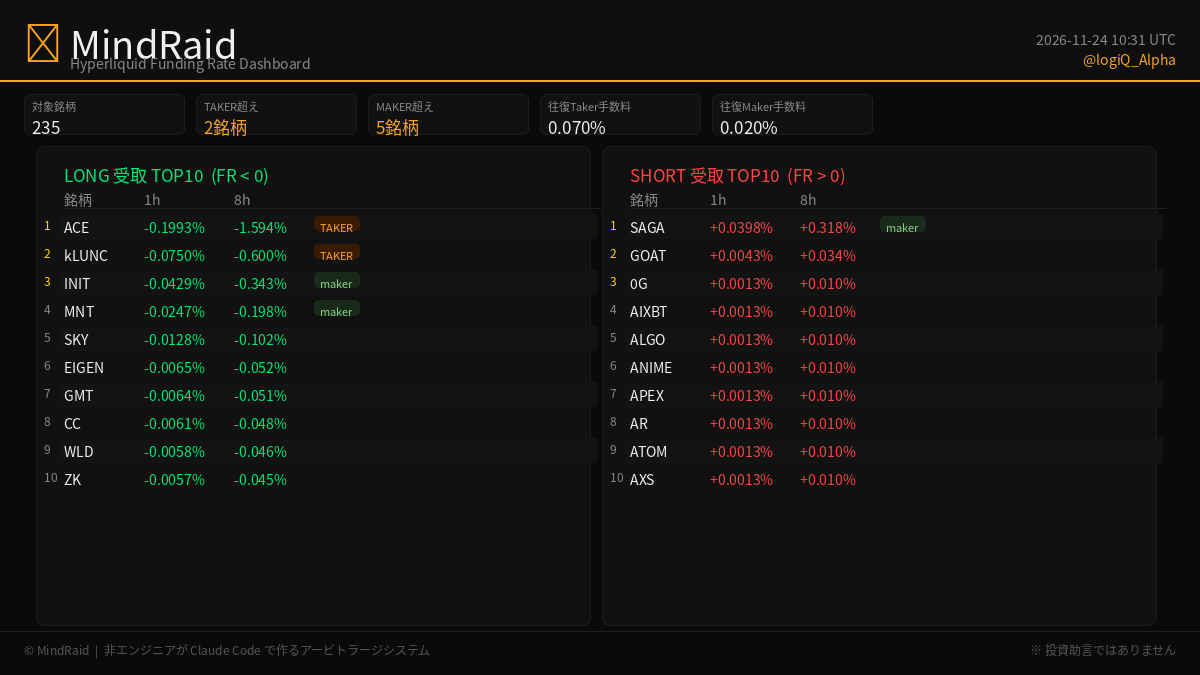 MindRaid
Hyperliquid Funding Rate Dashboard
2026-11-24 10:31 UTC
@logiQ_Alpha
対象銘柄
235
TAKER超え
2銘柄
MAKER超え
5銘柄
往復Taker手数料
0.070%
往復Maker手数料
0.020%
LONG 受取 TOP10 (FR < 0)
銘柄 1h 8h
1 ACE -0.1993% -1.594% TAKER
2 kLUNC -0.0750% -0.600% TAKER
3 INIT -0.0429% -0.343% maker
4 MNT -0.0247% -0.198% maker
5 SKY -0.0128% -0.102%
6 EIGEN -0.0065% -0.052%
7 GMT -0.0064% -0.051%
8 CC -0.0061% -0.048%
9 WLD -0.0058% -0.046%
10 ZK -0.0057% -0.045%
SHORT 受取 TOP10 (FR > 0)
銘柄 1h 8h
1 SAGA +0.0398% +0.318% maker
2 GOAT +0.0043% +0.034%
3 0G +0.0013% +0.010%
4 AIXBT +0.0013% +0.010%
5 ALGO +0.0013% +0.010%
6 ANIME +0.0013% +0.010%
7 APEX +0.0013% +0.010%
8 AR +0.0013% +0.010%
9 ATOM +0.0013% +0.010%
10 AXS +0.0013% +0.010%
© MindRaid | 非エンジニアが Claude Code で作るアービトラージシステム
※ 投資助言ではありません